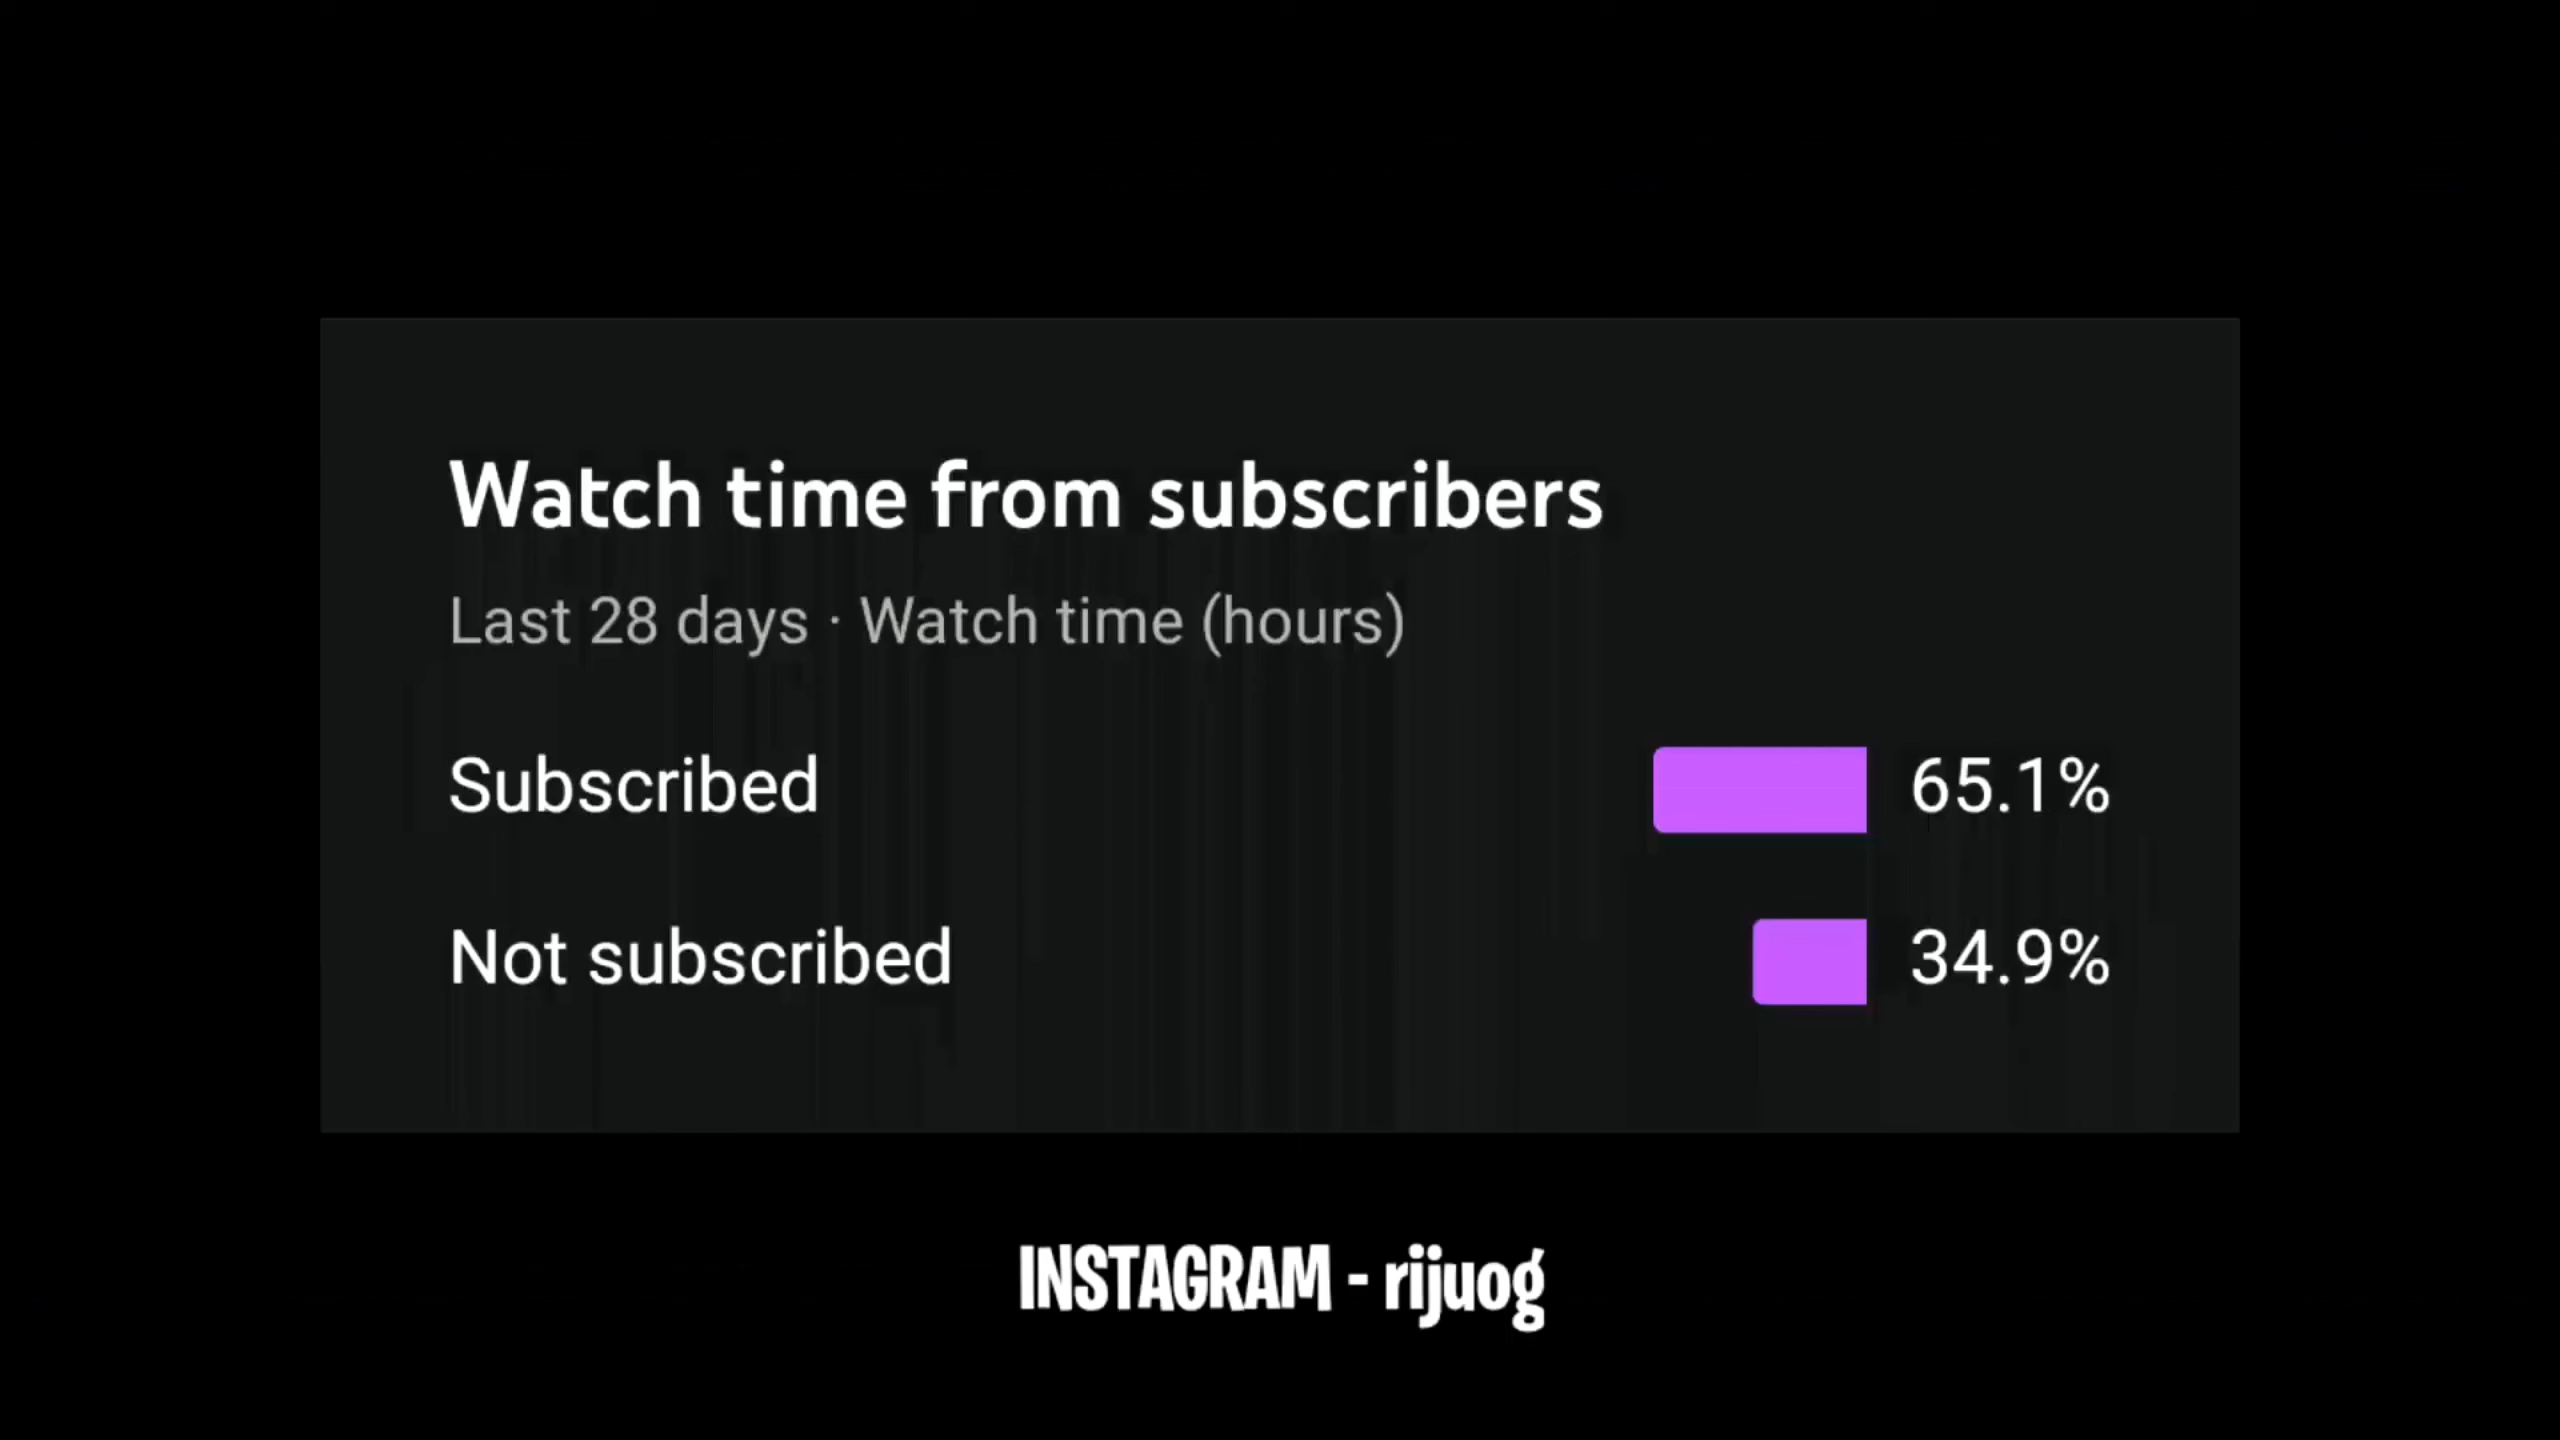 Watch time from subscribers
Last 28 days · Watch time (hours)
Subscribed 65.1%
Not subscribed 34.9%
INSTAGRAM - rijuog